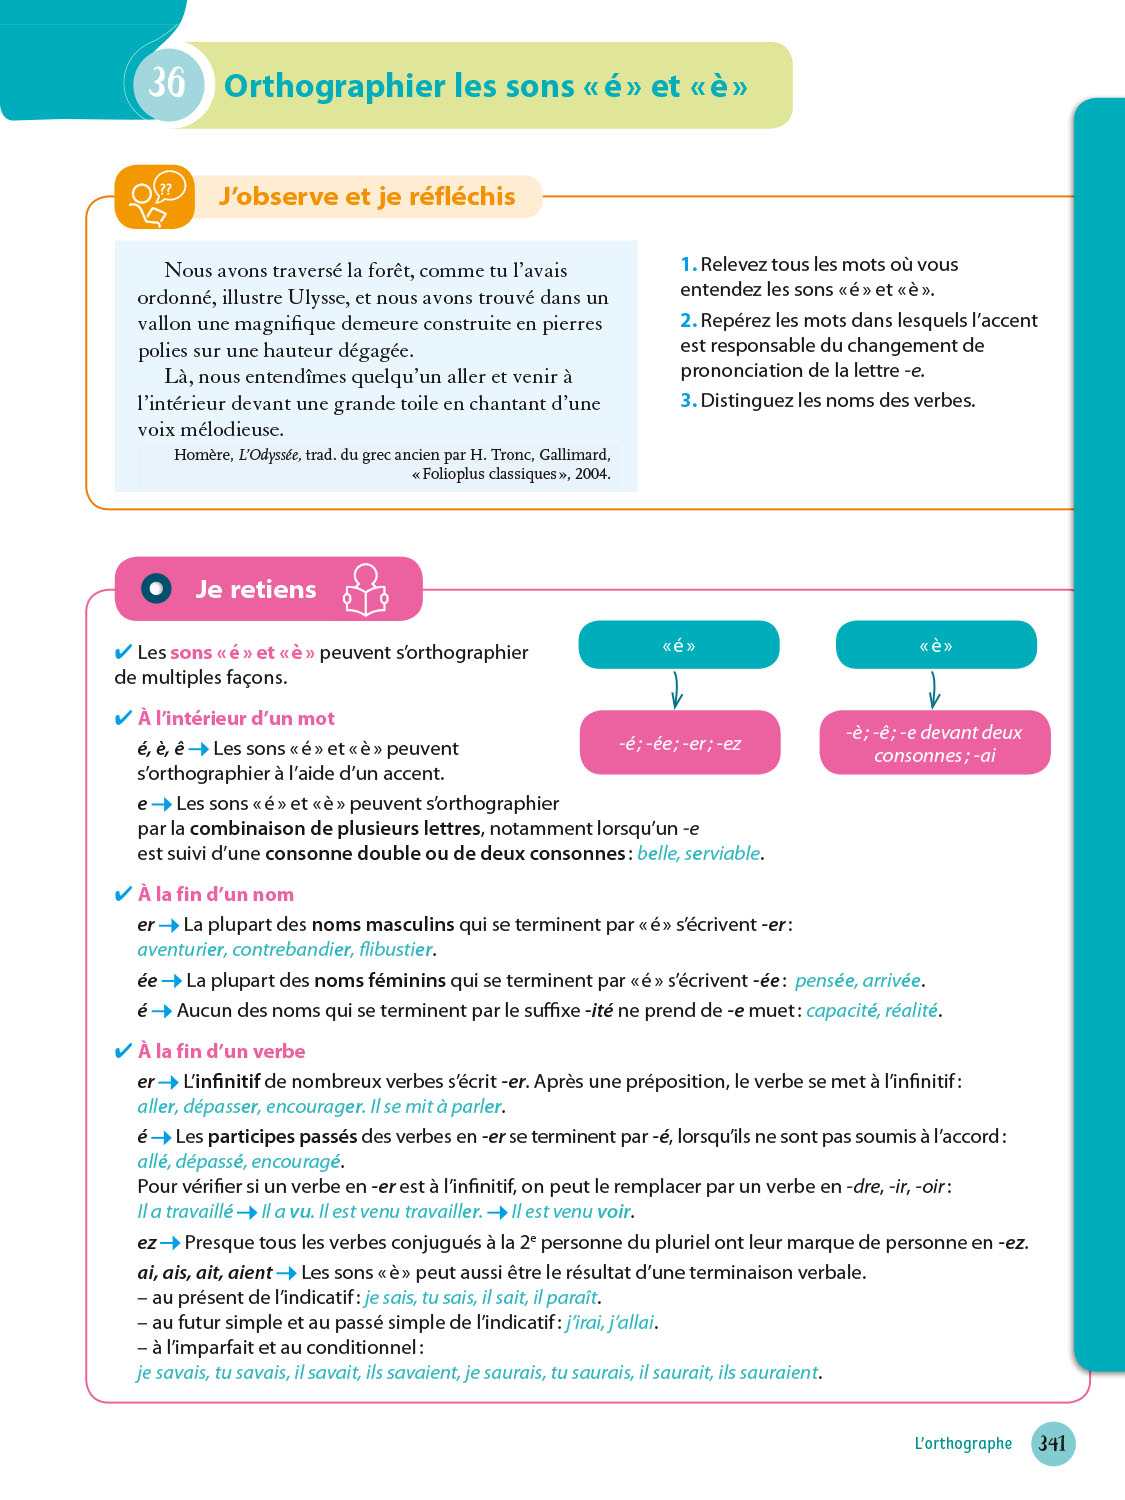 36
Orthographier les sons « é » et « è »
??
J’observe et je réfléchis
Nous avons traversé la forêt, comme tu l’avais
ordonné, illustre Ulysse, et nous avons trouvé dans un
vallon une magnifique demeure construite en pierres
polies sur une hauteur dégagée.
Là, nous entendîmes quelqu’un aller et venir à
l’intérieur devant une grande toile en chantant d’une
voix mélodieuse.
Homère, L’Odyssée, trad. du grec ancien par H. Tronc, Gallimard,
« Folioplus classiques », 2004.
1. Relevez tous les mots où vous
entendez les sons « é » et « è ».
2. Repérez les mots dans lesquels l’accent
est responsable du changement de
prononciation de la lettre -e.
3. Distinguez les noms des verbes.
Je retiens
✔ Les sons « é » et « è » peuvent s’orthographier
de multiples façons.
« é »
« è »
-é ; -ée ; -er ; -ez
-è ; -ê ; -e devant deux
consonnes ; -ai
✔ À l’intérieur d’un mot
é, è, ê → Les sons « é » et « è » peuvent
s’orthographier à l’aide d’un accent.
e → Les sons « é » et « è » peuvent s’orthographier
par la combinaison de plusieurs lettres, notamment lorsqu’un -e
est suivi d’une consonne double ou de deux consonnes : belle, serviable.
✔ À la fin d’un nom
er → La plupart des noms masculins qui se terminent par « é » s’écrivent -er :
aventurier, contrebandier, flibustier.
ée → La plupart des noms féminins qui se terminent par « é » s’écrivent -ée : pensée, arrivée.
é → Aucun des noms qui se terminent par le suffixe -ité ne prend de -e muet : capacité, réalité.
✔ À la fin d’un verbe
er → L’infinitif de nombreux verbes s’écrit -er. Après une préposition, le verbe se met à l’infinitif :
aller, dépasser, encourager. Il se mit à parler.
é → Les participes passés des verbes en -er se terminent par -é, lorsqu’ils ne sont pas soumis à l’accord :
allé, dépassé, encouragé.
Pour vérifier si un verbe en -er est à l’infinitif, on peut le remplacer par un verbe en -dre, -ir, -oir :
Il a travaillé → Il a vu. Il est venu travailler. → Il est venu voir.
ez → Presque tous les verbes conjugués à la 2e personne du pluriel ont leur marque de personne en -ez.
ai, ais, ait, aient → Les sons « è » peut aussi être le résultat d’une terminaison verbale.
– au présent de l’indicatif : je sais, tu sais, il sait, il paraît.
– au futur simple et au passé simple de l’indicatif : j’irai, j’allai.
– à l’imparfait et au conditionnel :
je savais, tu savais, il savait, ils savaient, je saurais, tu saurais, il saurait, ils sauraient.
L’orthographe 341